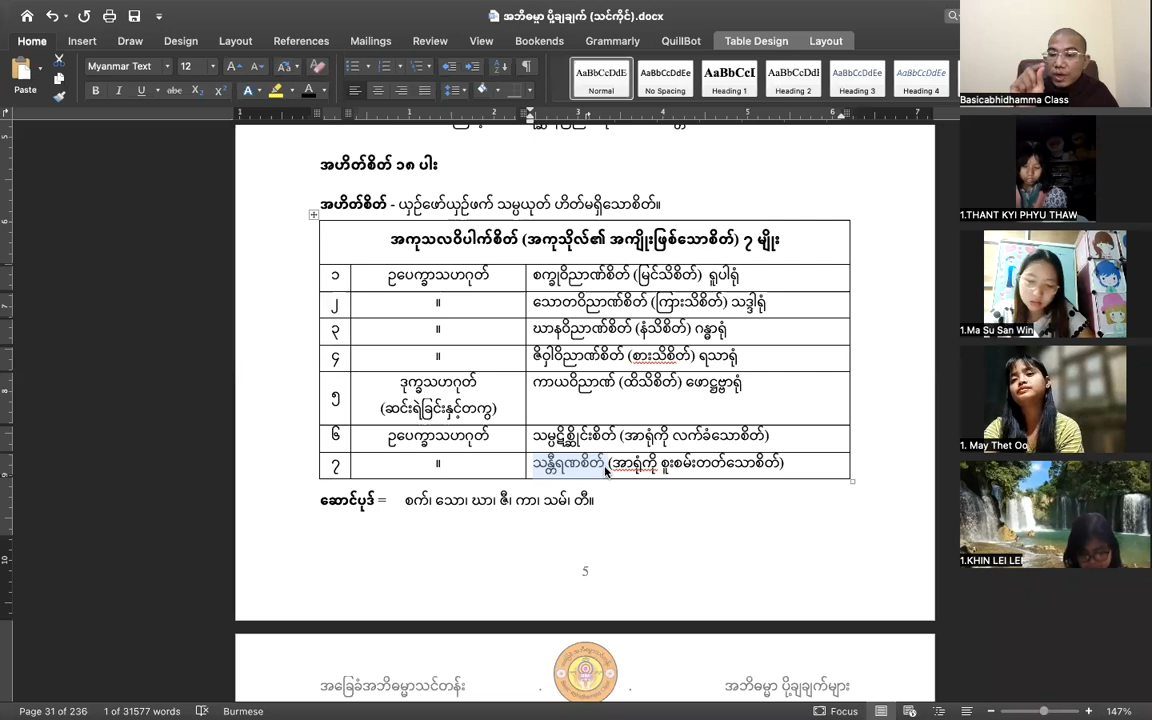 အဘိဓမ္မာ ပို့ချချက် (သင်ကိုင်).docx
Home Insert Draw Design Layout References Mailings Review View Bookends Grammarly QuillBot Table Design Layout
Paste
Myanmar Text 12
AaBbCcDdE AaBbCcDdEe AaBbCcI AaBbCcDdI AaBbCcDdEe AaBbCcDdEe
Normal No Spacing Heading 1 Heading 2 Heading 3 Heading 4
Basicabhidhamma Class
1.THANT KYI PHYU THAW
1.Ma Su San Win
1. May Thet Oo
1.KHIN LEI LEI
အဟိတ်စိတ် ၁၈ ပါး
အဟိတ်စိတ် - ယှဉ်ဖော်ယှဉ်ဖက် သမ္ပယုတ် ဟိတ်မရှိသောစိတ်။
အကုသလဝိပါက်စိတ် (အကုသိုလ်၏ အကျိုးဖြစ်သောစိတ်) ၇ မျိုး
၁ ဥပေက္ခာသဟဂုတ် စက္ခုဝိညာဏ်စိတ် (မြင်သိစိတ်) ရူပါရုံ
၂ ။ သောတဝိညာဏ်စိတ် (ကြားသိစိတ်) သဒ္ဒါရုံ
၃ ။ ဃာနဝိညာဏ်စိတ် (နံသိစိတ်) ဂန္ဓာရုံ
၄ ။ ဇိဝှါဝိညာဏ်စိတ် (စားသိစိတ်) ရသာရုံ
၅ ဒုက္ခသဟဂုတ် ကာယဝိညာဏ် (ထိသိစိတ်) ဖောဋ္ဌဗ္ဗာရုံ
(ဆင်းရဲခြင်းနှင့်တကွ)
၆ ဥပေက္ခာသဟဂုတ် သမ္ပဋိစ္ဆိုင်းစိတ် (အာရုံကို လက်ခံသောစိတ်)
၇ ။ သန္တီရဏစိတ် (အာရုံကို စူးစမ်းတတ်သောစိတ်)
ဆောင်ပုဒ် = စက်၊ သော၊ ဃာ၊ ဇီ၊ ကာ၊ သမ်၊ တီ။
5
အခြေခံအဘိဓမ္မာသင်တန်း အဘိဓမ္မာ ပို့ချချက်များ
Page 31 of 236 1 of 31577 words Burmese Focus 147%